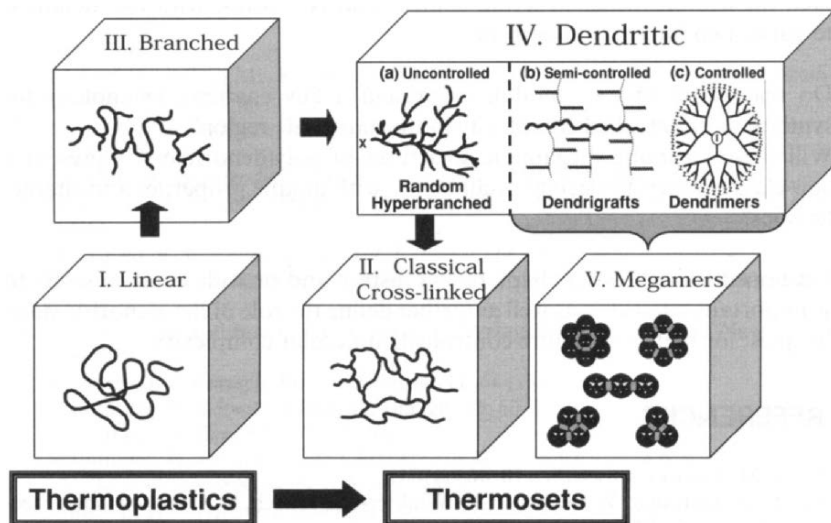 III. Branched
IV. Dendritic
(a) Uncontrolled
(b) Semi-controlled
(c) Controlled
X
I
Random
Hyperbranched
Dendrigrafts
Dendrimers
I. Linear
II. Classical
Cross-linked
V. Megamers
Thermoplastics
Thermosets